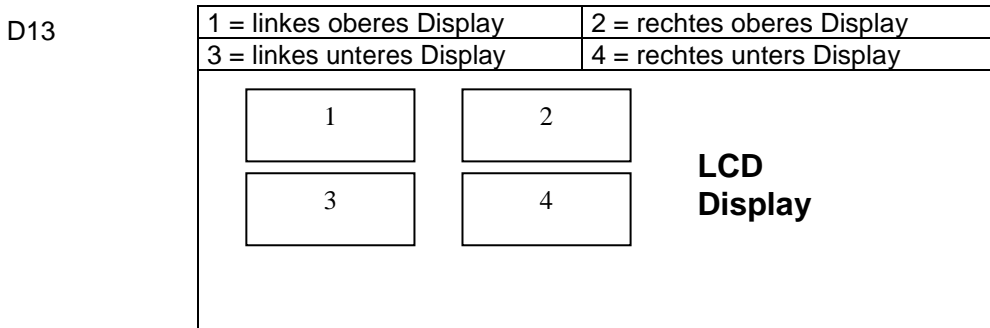 D13
1 = linkes oberes Display 2 = rechtes oberes Display
3 = linkes unteres Display 4 = rechtes unters Display
1 2
3 4
LCD
Display